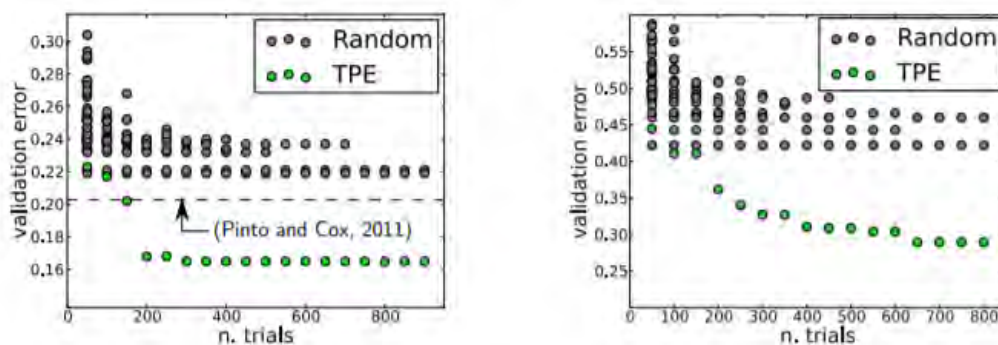 validation error
0.30
0.28
0.26
0.24
0.22
0.20
0.18
0.16
Random
TPE
(Pinto and Cox, 2011)
0 200 400 600 800
n. trials
validation error
0.55
0.50
0.45
0.40
0.35
0.30
0.25
Random
TPE
0 100 200 300 400 500 600 700 800
n. trials